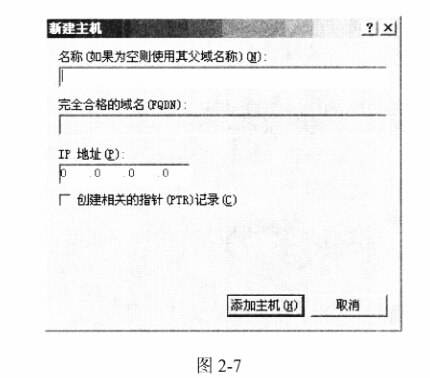 新建主机 ? ×
名称(如果为空则使用其父域名称)(N):
完全合格的域名(FQDN):
IP 地址(P):
0 .0 .0 .0
创建相关的指针(PTR)记录(C)
添加主机(H) 取消
图 2-7